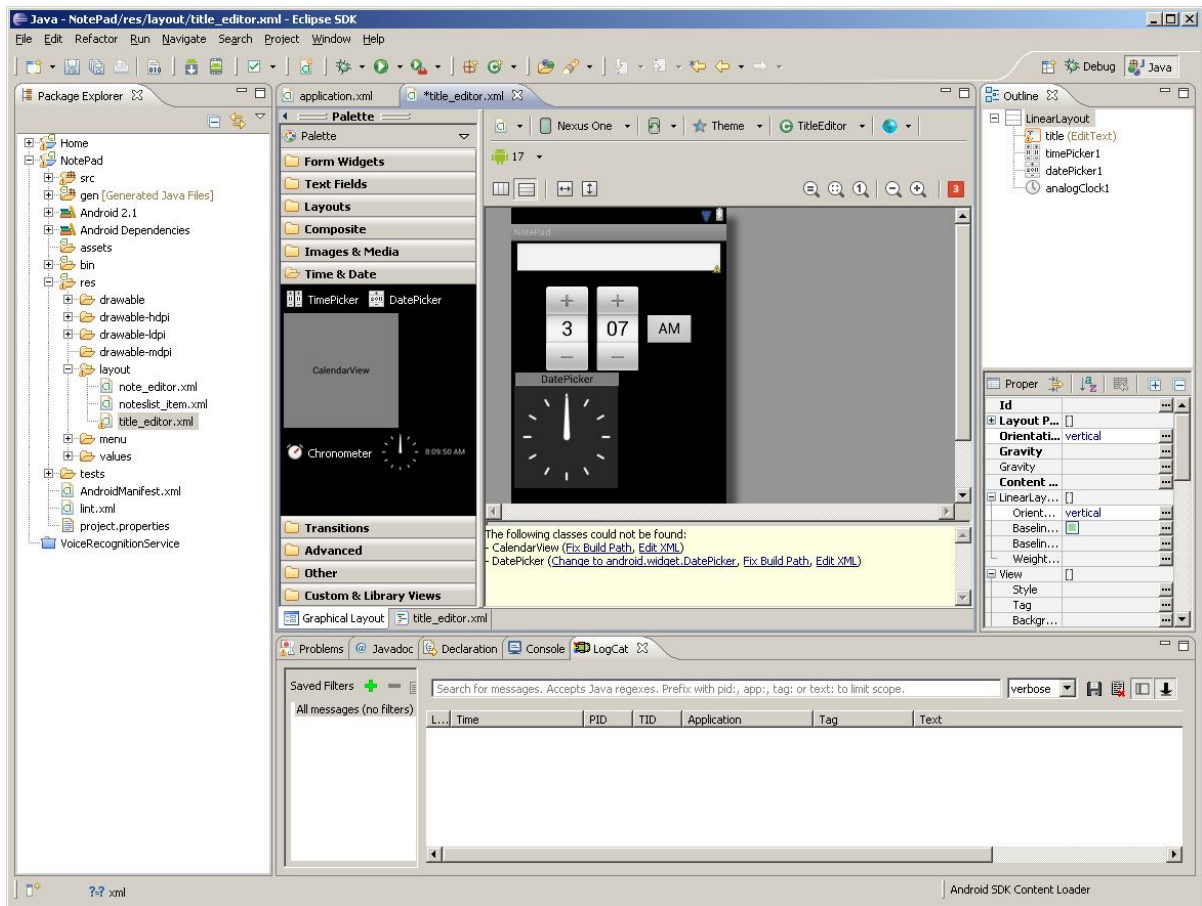 Java - NotePad/res/layout/title_editor.xml - Eclipse SDK
File Edit Refactor Run Navigate Search Project Window Help
Debug Java
Package Explorer
Home
NotePad
src
gen [Generated Java Files]
Android 2.1
Android Dependencies
assets
bin
res
drawable
drawable-hdpi
drawable-ldpi
drawable-mdpi
layout
note_editor.xml
noteslist_item.xml
title_editor.xml
menu
values
tests
AndroidManifest.xml
lint.xml
project.properties
VoiceRecognitionService
application.xml *title_editor.xml
Palette
Palette
Form Widgets
Text Fields
Layouts
Composite
Images & Media
Time & Date
TimePicker DatePicker
CalendarView
Chronometer 8:09:50 AM
Transitions
Advanced
Other
Custom & Library Views
Nexus One Theme TitleEditor
17
3
NotePad
3 07 AM
DatePicker
The following classes could not be found:
- CalendarView (Fix Build Path, Edit XML)
- DatePicker (Change to android.widget.DatePicker, Fix Build Path, Edit XML)
Graphical Layout title_editor.xml
Outline
LinearLayout
title (EditText)
timePicker1
datePicker1
analogClock1
Proper
Id
Layout P... []
Orientati... vertical
Gravity
Gravity
Content ...
LinearLay... []
Orient... vertical
Baselin...
Baselin...
Weight...
View []
Style
Tag
Backgr...
Problems @ Javadoc Declaration Console LogCat
Saved Filters
All messages (no filters)
Search for messages. Accepts Java regexes. Prefix with pid:, app:, tag: or text: to limit scope.
verbose
L... Time PID TID Application Tag Text
?=? xml
Android SDK Content Loader